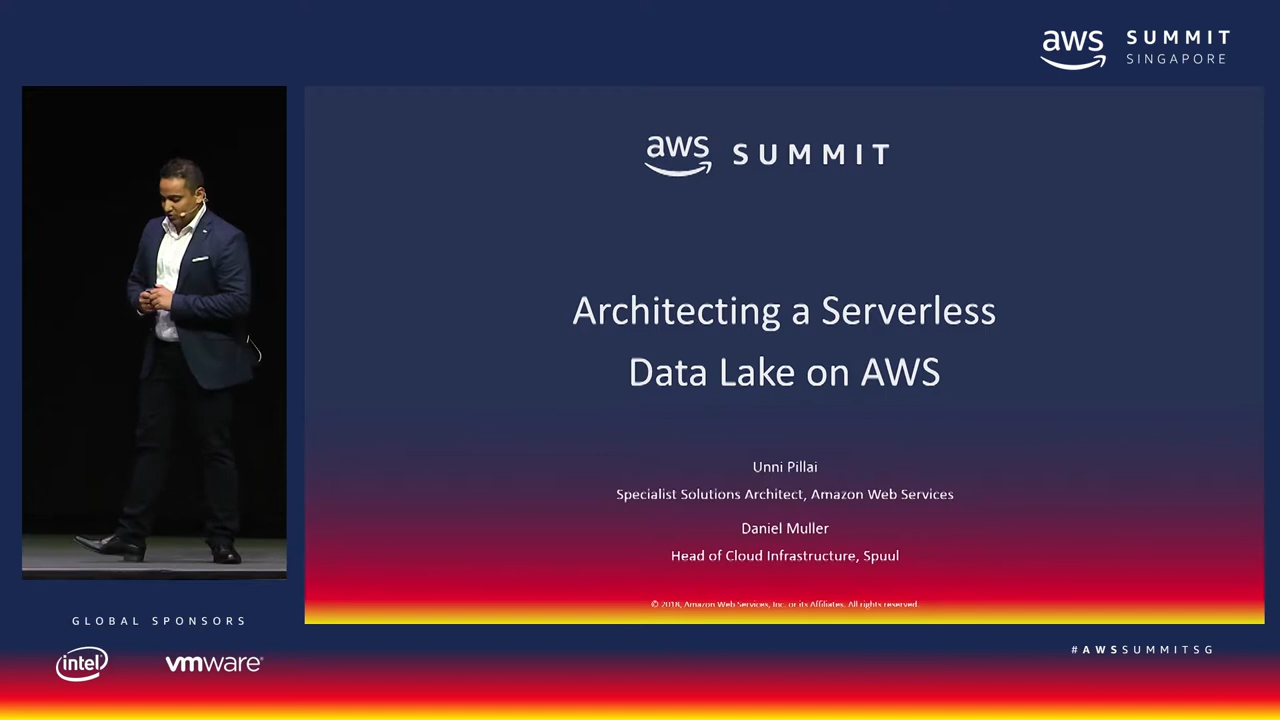 aws SUMMIT
SINGAPORE
aws SUMMIT
Architecting a Serverless
Data Lake on AWS
Unni Pillai
Specialist Solutions Architect, Amazon Web Services
Daniel Muller
Head of Cloud Infrastructure, Spuul
© 2018, Amazon Web Services, Inc. or its Affiliates. All rights reserved.
GLOBAL SPONSORS
intel
vmware®
#AWSSUMMITSG